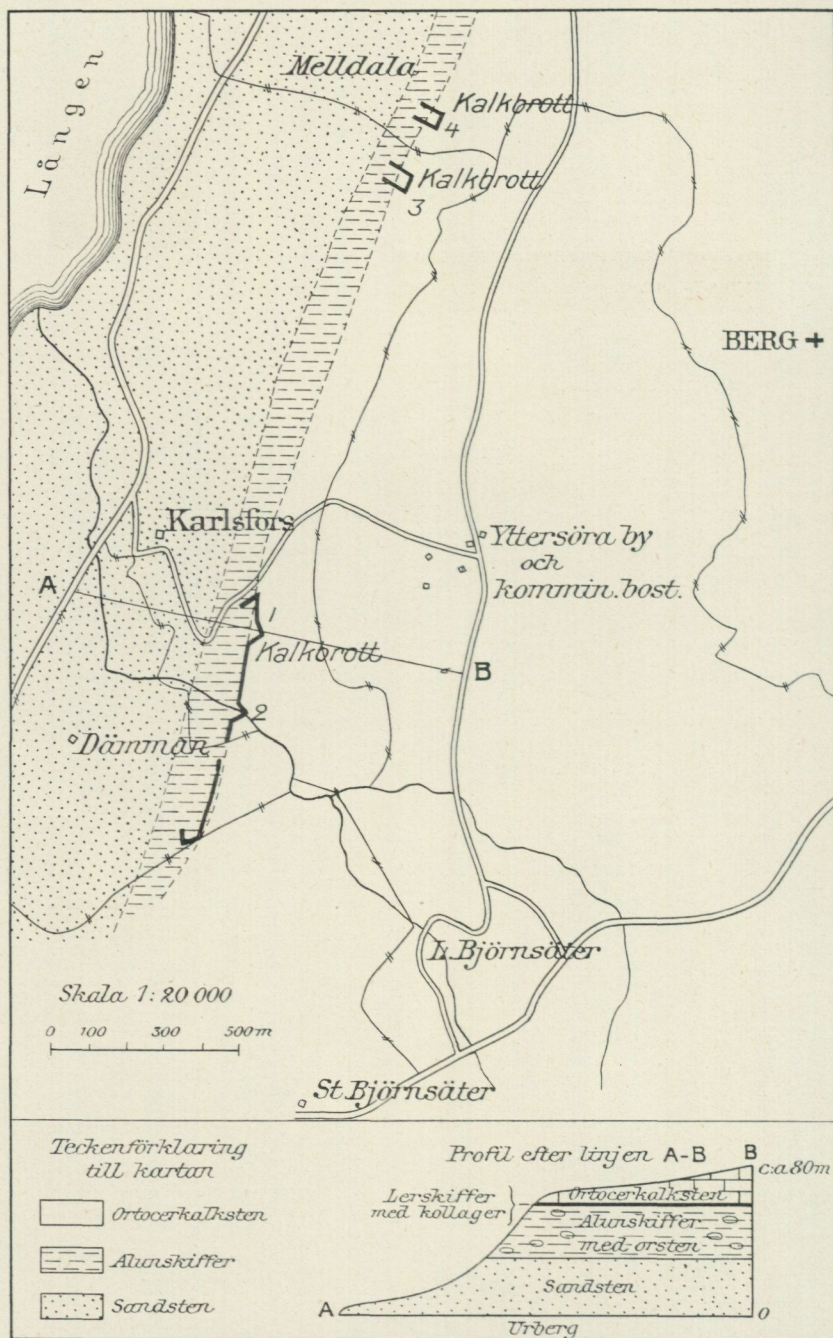 Melldala
Kalkbrott
4
Kalkbrott
3
Lången
BERG
Karlsfors
Yttersöra by
och
kommin.bost.
A
1
Kalkbrott
B
2
Dämman
L. Björnsäter
Skala 1:20 000
0 100 300 500m
St. Björnsäter
Teckenförklaring
till kartan
Ortocerkalksten
Alunskiffer
Sandsten
Profil efter linjen A-B
B
c:a 80m
Lerskiffer
med kollager
Ortocerkalksten
Alunskiffer
med orsten
Sandsten
A
0
Urberg